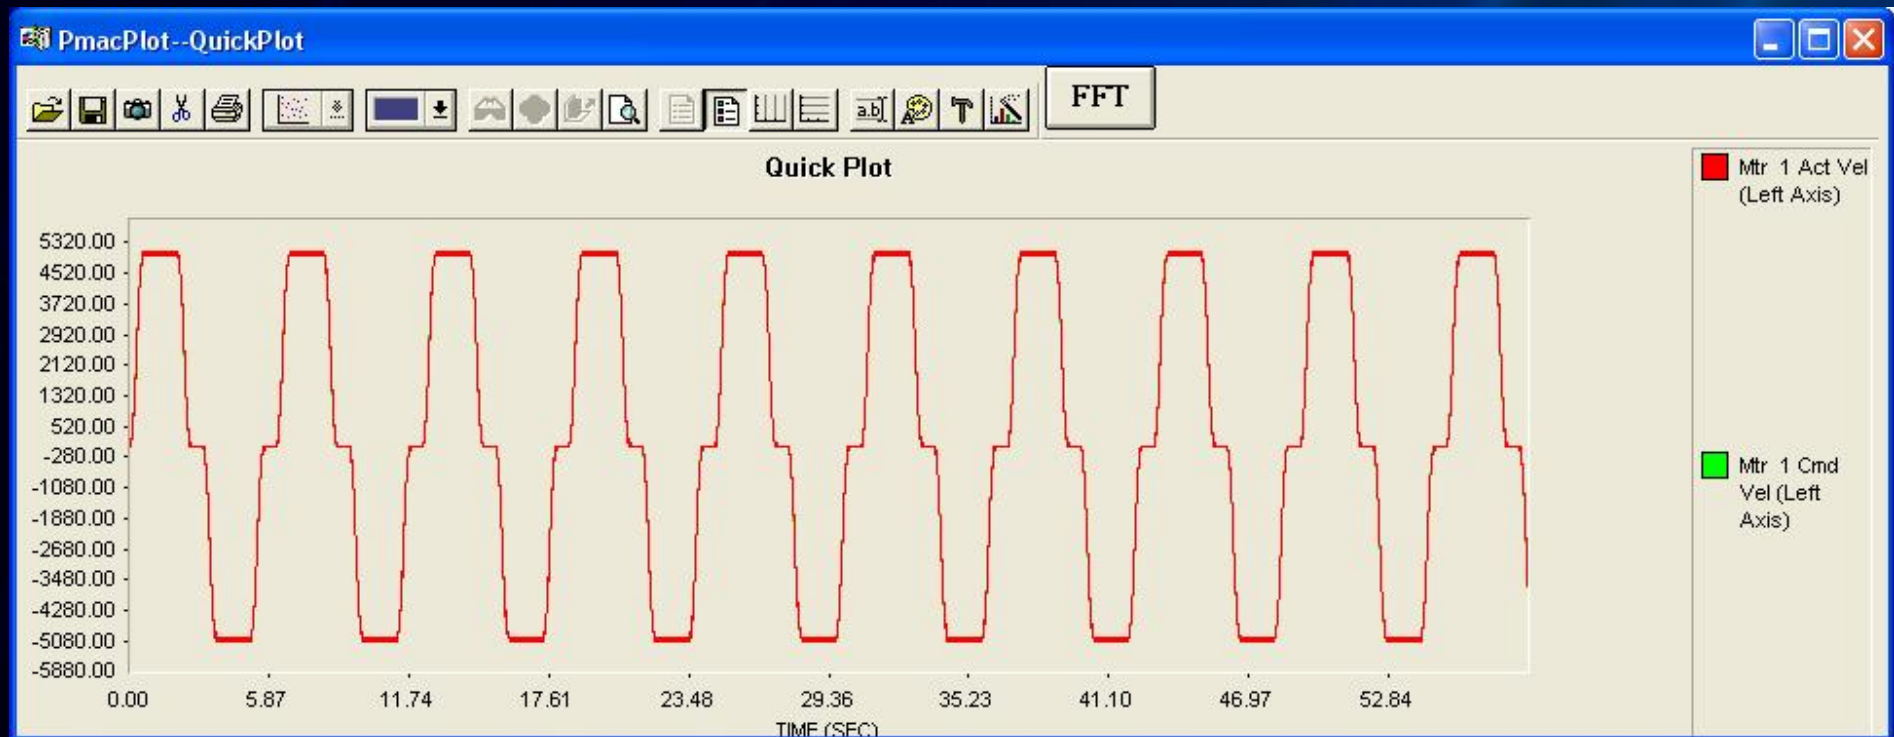 PmacPlot--QuickPlot
a.b
A
FFT
Quick Plot
Mtr 1 Act Vel
(Left Axis)
5320.00
4520.00
3720.00
2920.00
2120.00
1320.00
520.00
-280.00
-1080.00
-1880.00
-2680.00
-3480.00
-4280.00
-5080.00
-5880.00
Mtr 1 Cmd
Vel (Left
Axis)
0.00 5.87 11.74 17.61 23.48 29.36 35.23 41.10 46.97 52.84
TIME (SEC)